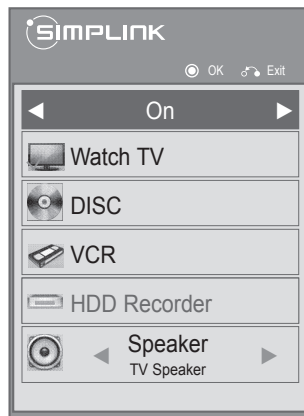 SIMPLINK
OK Exit
On
Watch TV
DISC
VCR
HDD Recorder
Speaker
TV Speaker